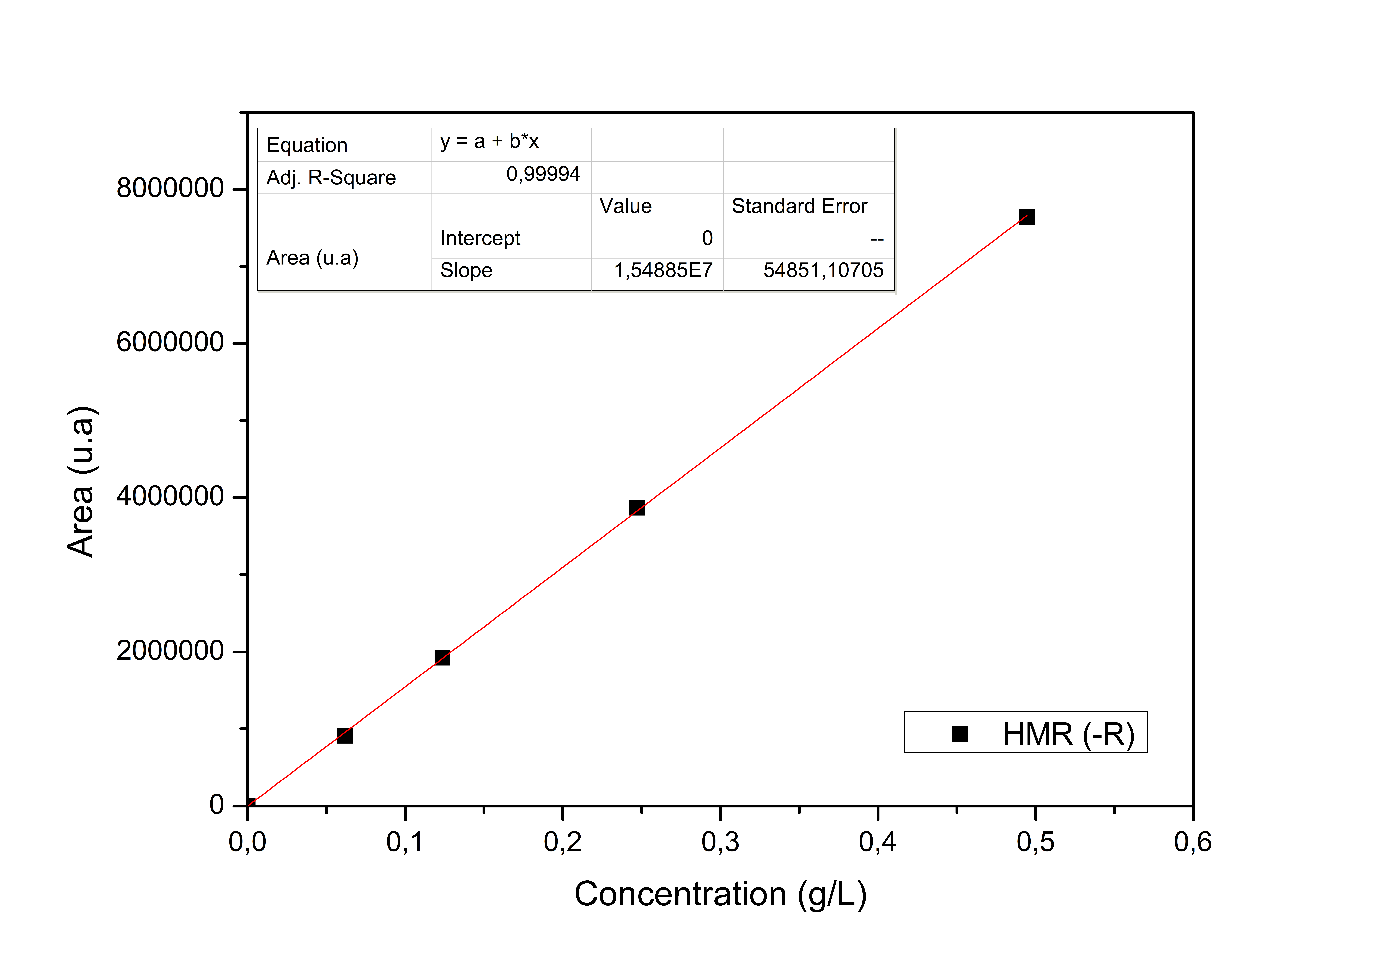 Equation y = a + b*x
Adj. R-Square 0,99994
Value Standard Error
Area (u.a) Intercept 0 --
Slope 1,54885E7 54851,10705
8000000
6000000
4000000
2000000
0
Area (u.a)
HMR (-R)
0,0 0,1 0,2 0,3 0,4 0,5 0,6
Concentration (g/L)